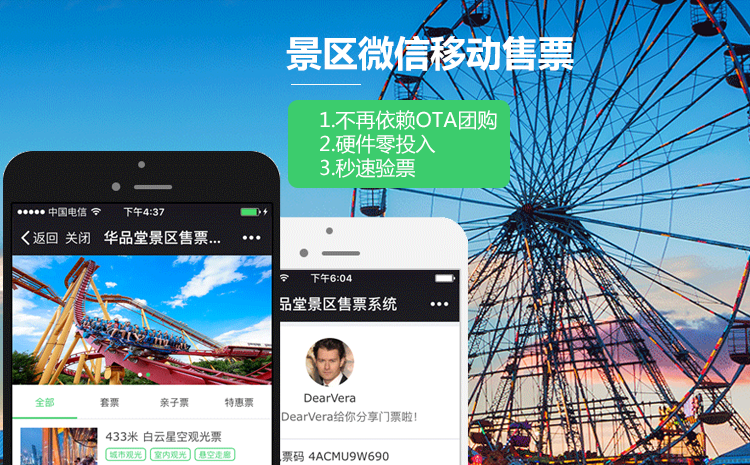 景区微信移动售票
1.不再依赖OTA团购
2.硬件零投入
3.秒速验票
中国电信 下午4:37
返回 关闭 华品堂景区售票...
全部 套票 亲子票 特惠票
433米 白云星空观光票
城市观光 室内观光 悬空走廊
下午6:04
品堂景区售票系统
DearVera
DearVera给你分享门票啦!
票码 4ACMU9W690